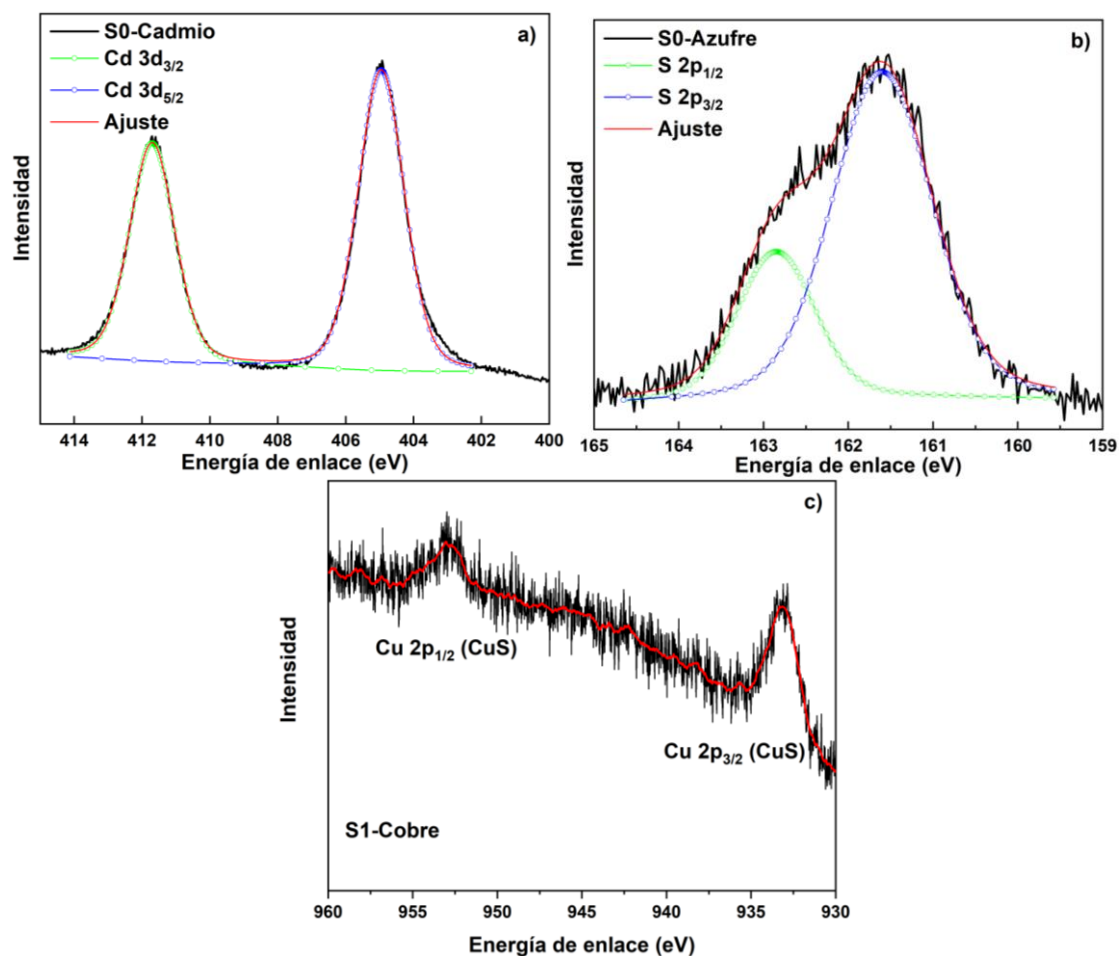 a)
S0-Cadmio
Cd 3d3/2
Cd 3d5/2
Ajuste
Intensidad
414 412 410 408 406 404 402 400
Energía de enlace (eV)
b)
S0-Azufre
S 2p1/2
S 2p3/2
Ajuste
Intensidad
165 164 163 162 161 160 159
Energía de enlace (eV)
c)
Cu 2p1/2 (CuS)
Cu 2p3/2 (CuS)
S1-Cobre
Intensidad
960 955 950 945 940 935 930
Energía de enlace (eV)